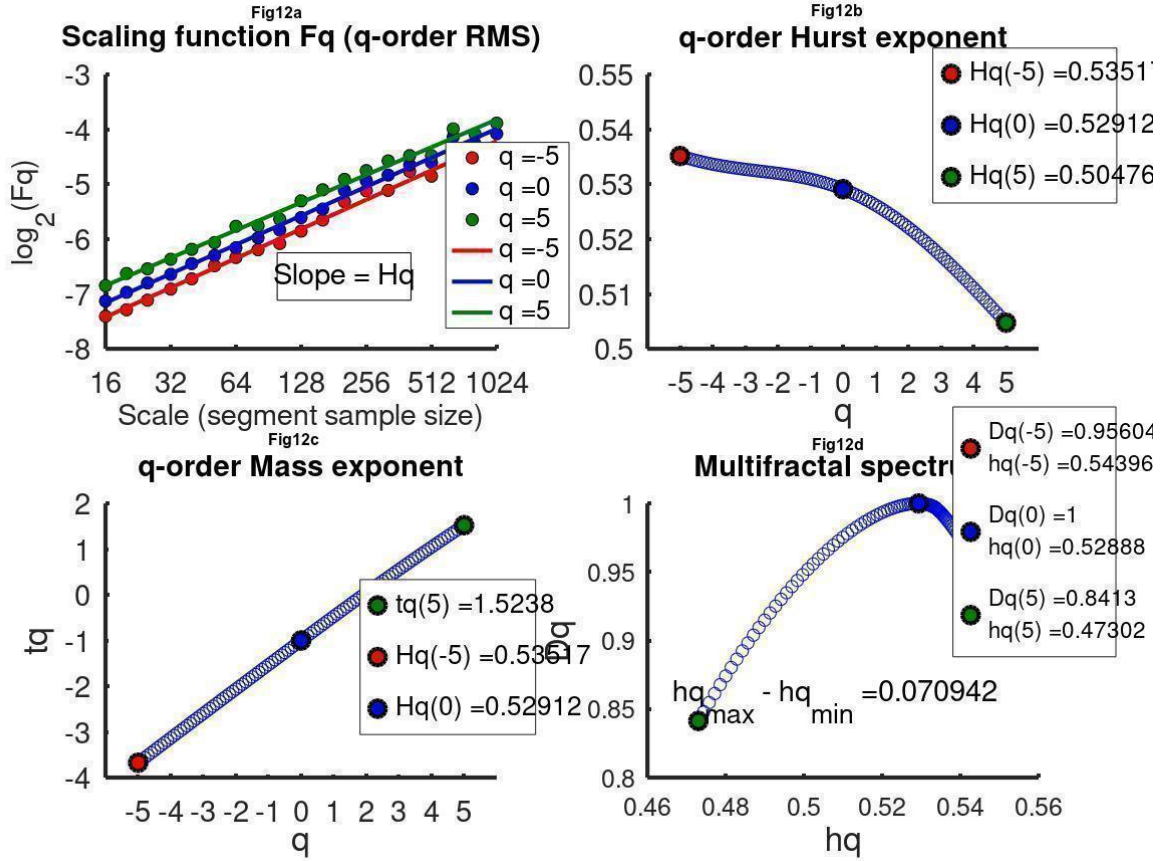 Fig12a
Scaling function Fq (q-order RMS)
-3
-4
-5
-6
-7
-8
log2(Fq)
q =-5
q =0
q =5
q =-5
q =0
q =5
Slope = Hq
16 32 64 128 256 512 1024
Scale (segment sample size)
Fig12b
q-order Hurst exponent
0.55
0.54
0.53
0.52
0.51
0.5
Hq(-5) =0.53517
Hq(0) =0.52912
Hq(5) =0.50476
-5 -4 -3 -2 -1 0 1 2 3 4 5
q
Fig12c
q-order Mass exponent
2
1
0
-1
-2
-3
-4
tq
tq(5) =1.5238
Hq(-5) =0.53517
Hq(0) =0.52912
-5 -4 -3 -2 -1 0 1 2 3 4 5
q
Fig12d
Multifractal spectru
1
0.95
0.9
0.85
0.8
Dq
Dq(-5) =0.95604
hq(-5) =0.54396
Dq(0) =1
hq(0) =0.52888
Dq(5) =0.8413
hq(5) =0.47302
hqmax - hqmin =0.070942
0.46 0.48 0.5 0.52 0.54 0.56
hq